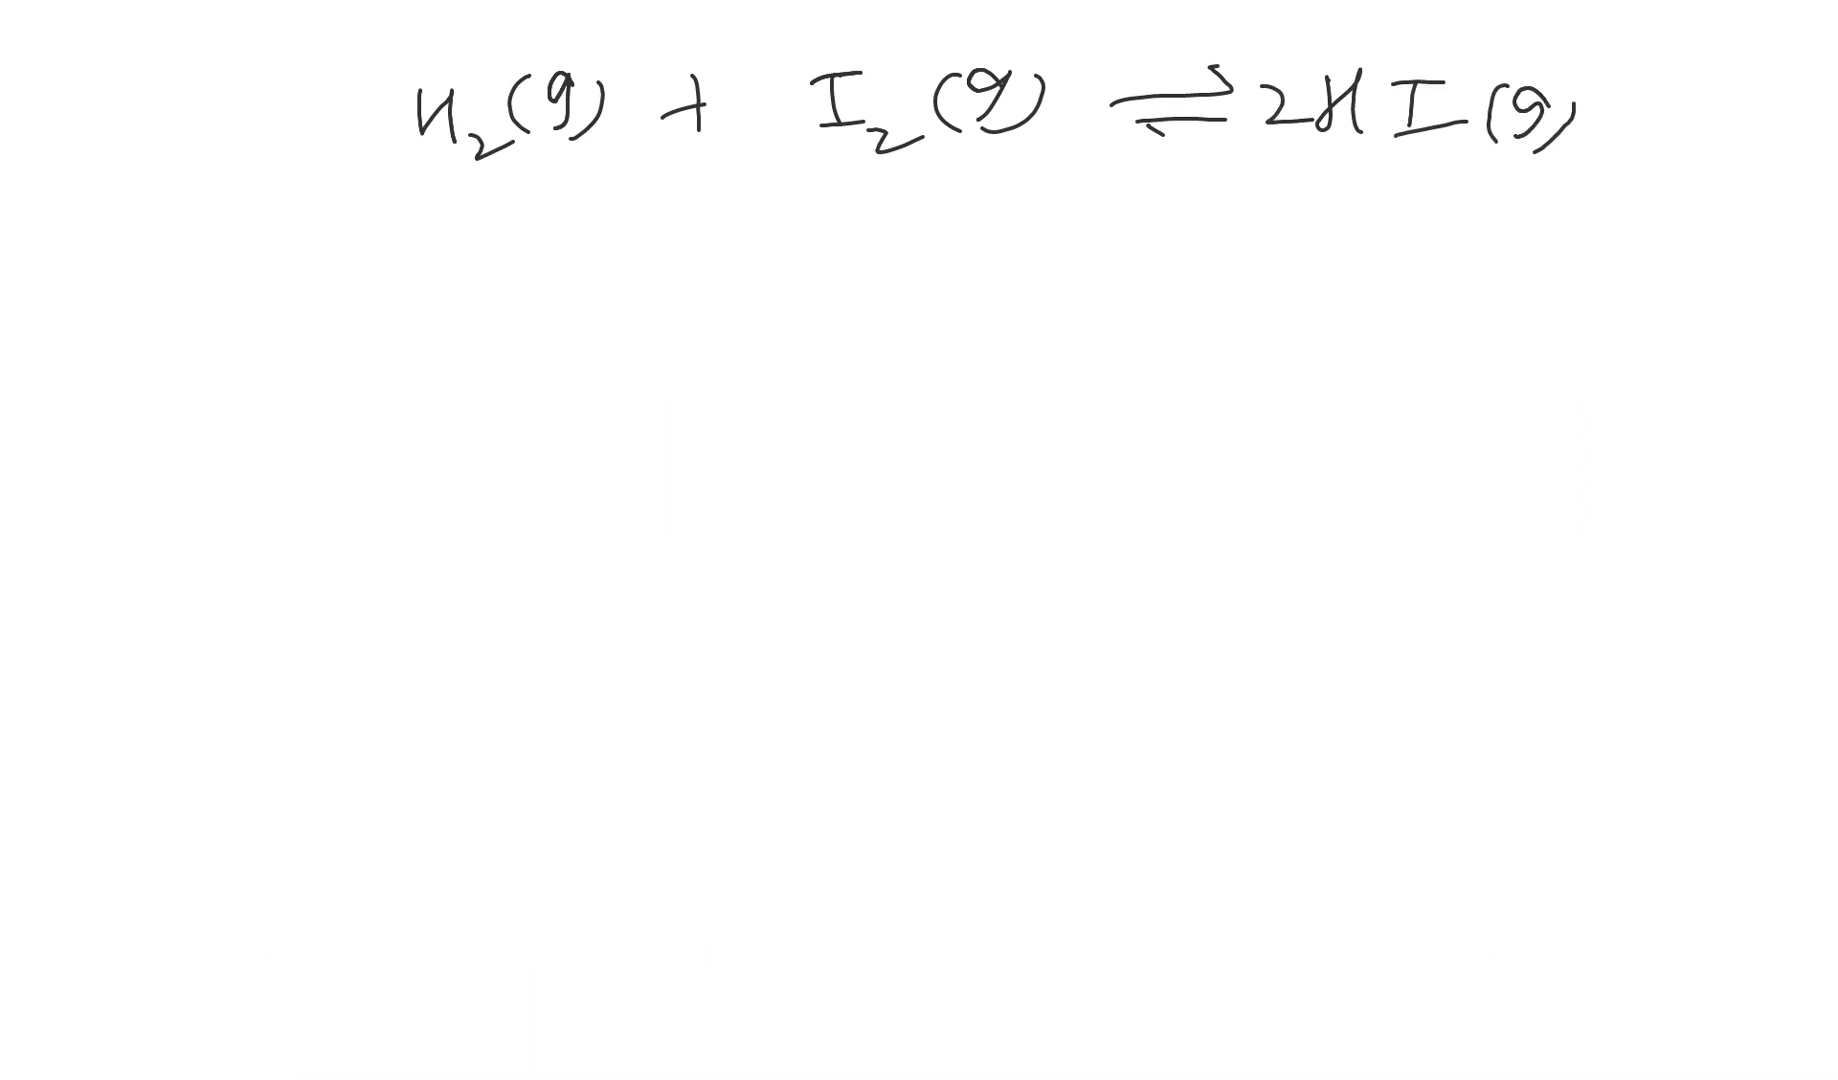 H₂(g) + I₂(g) ⇌ 2HI(g)